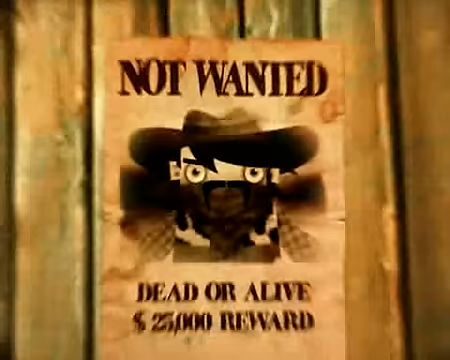 NOT WANTED
DEAD OR ALIVE
$ 25,000 REWARD